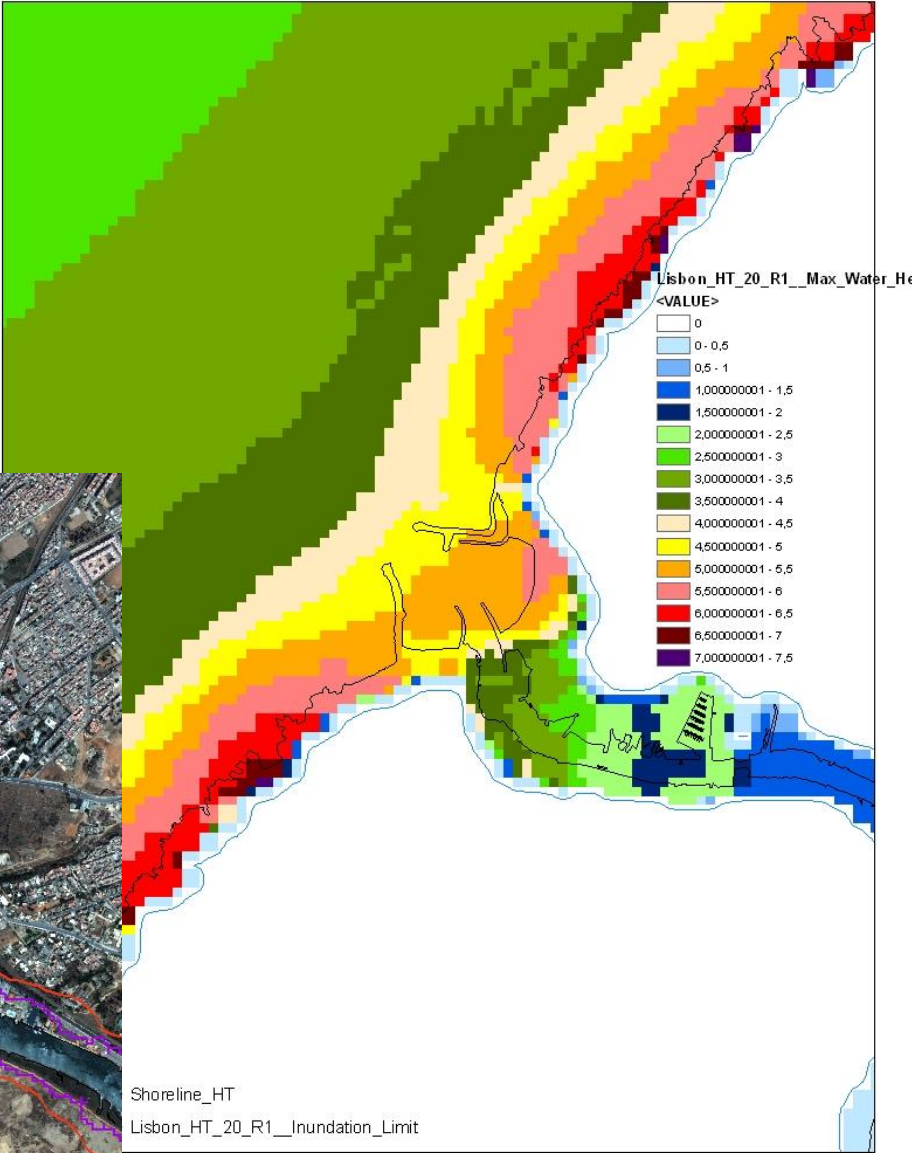 Lisbon_HT_20_R1__Max_Water_He
<VALUE>
0
0 - 0,5
0,5 - 1
1,000000001 - 1,5
1,500000001 - 2
2,000000001 - 2,5
2,500000001 - 3
3,000000001 - 3,5
3,500000001 - 4
4,000000001 - 4,5
4,500000001 - 5
5,000000001 - 5,5
5,500000001 - 6
6,000000001 - 6,5
6,500000001 - 7
7,000000001 - 7,5
Shoreline_HT
Lisbon_HT_20_R1__Inundation_Limit